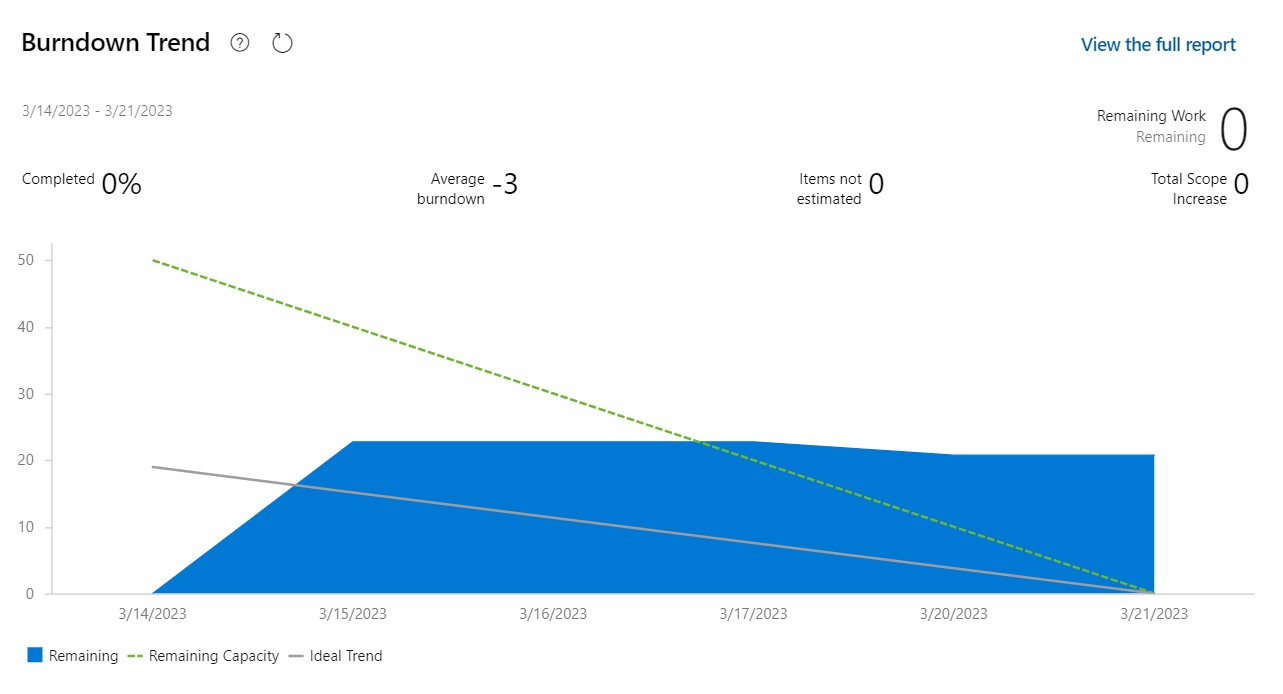 Burndown Trend
View the full report
3/14/2023 - 3/21/2023
Remaining Work
Remaining
0
Completed 0%
Average
burndown
-3
Items not
estimated
0
Total Scope
Increase
0
50
40
30
20
10
0
3/14/2023 3/15/2023 3/16/2023 3/17/2023 3/20/2023 3/21/2023
Remaining Remaining Capacity Ideal Trend